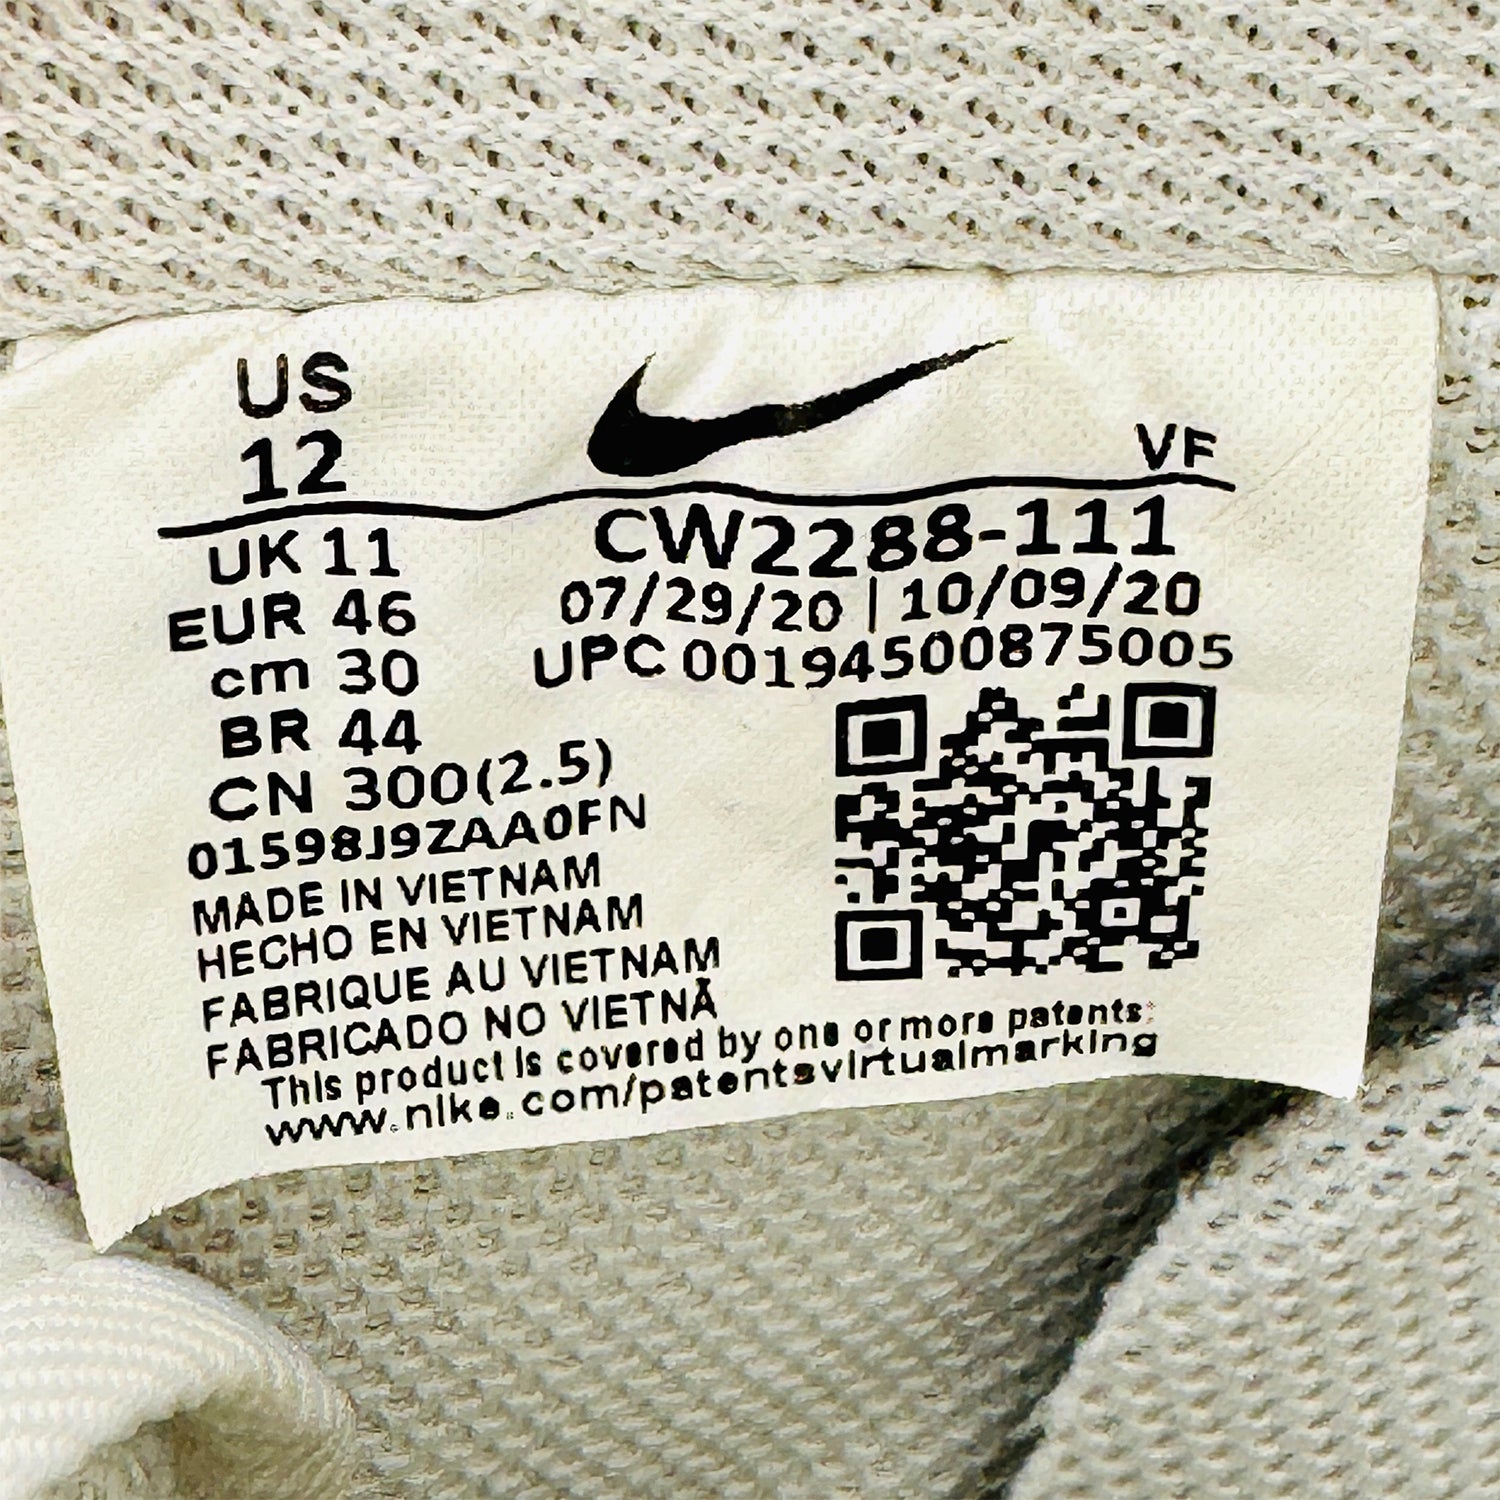 US
12
VF
UK 11
EUR 46
cm 30
BR 44
CN 300(2.5)
CW2288-111
07/29/20 | 10/09/20
UPC 00194500875005
01598J9ZAA0FN
MADE IN VIETNAM
HECHO EN VIETNAM
FABRIQUE AU VIETNAM
FABRICADO NO VIETNÃ
This product is covered by one or more patents:
www.nike.com/patentsvirtualmarking